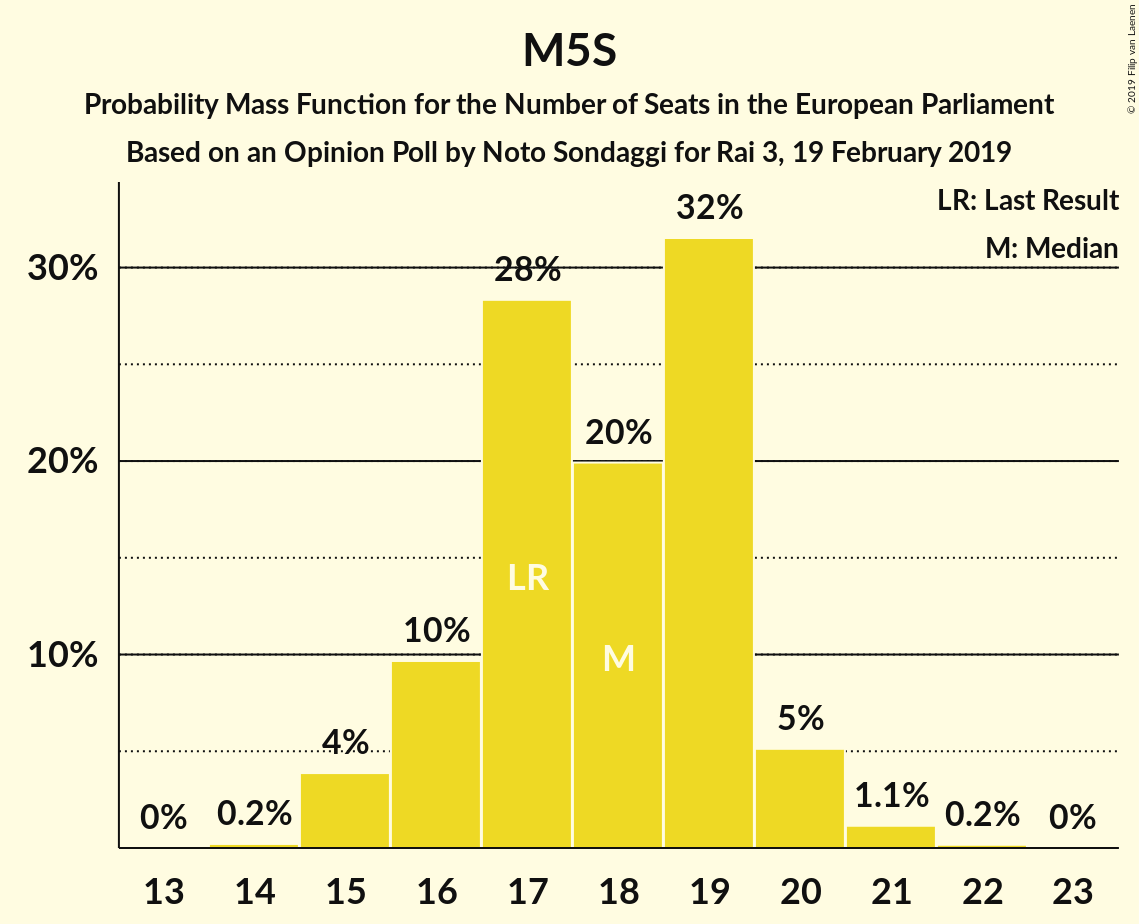 M5S
Probability Mass Function for the Number of Seats in the European Parliament
Based on an Opinion Poll by Noto Sondaggi for Rai 3, 19 February 2019
© 2019 Filip van Laenen
LR: Last Result
M: Median
30%
20%
10%
0%
0.2%
4%
10%
28%
20%
32%
5%
1.1%
0.2%
0%
LR
M
13 14 15 16 17 18 19 20 21 22 23